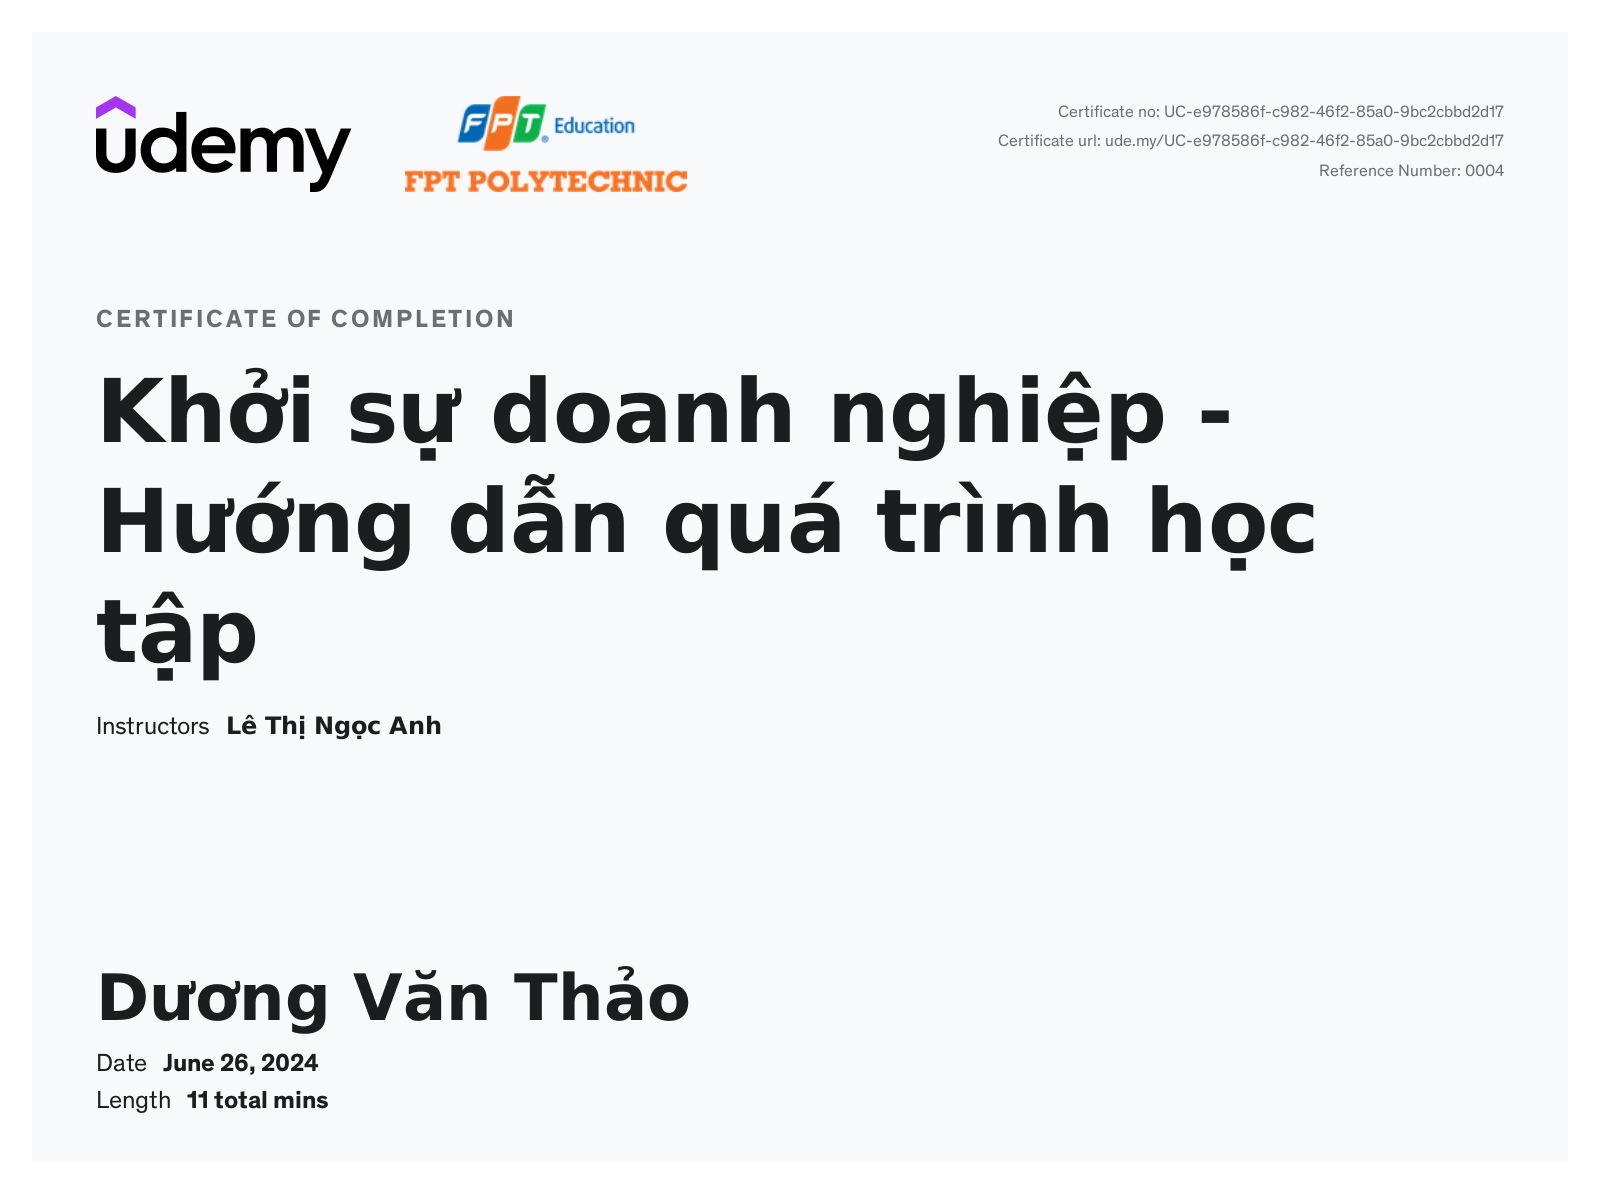 udemy
FPT Education
FPT POLYTECHNIC
Certificate no: UC-e978586f-c982-46f2-85a0-9bc2cbbd2d17
Certificate url: ude.my/UC-e978586f-c982-46f2-85a0-9bc2cbbd2d17
Reference Number: 0004
CERTIFICATE OF COMPLETION
Khởi sự doanh nghiệp -
Hướng dẫn quá trình học
tập
Instructors Lê Thị Ngọc Anh
Dương Văn Thảo
Date June 26, 2024
Length 11 total mins